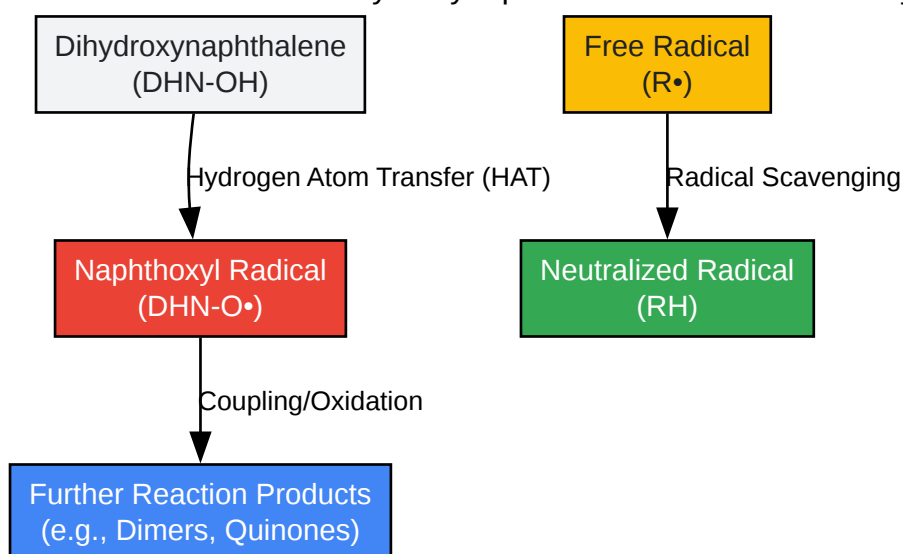 Dihydroxynaphthalene
(DHN-OH)
Free Radical
(R•)
Hydrogen Atom Transfer (HAT)
Radical Scavenging
Naphthoxyl Radical
(DHN-O•)
Neutralized Radical
(RH)
Coupling/Oxidation
Further Reaction Products
(e.g., Dimers, Quinones)